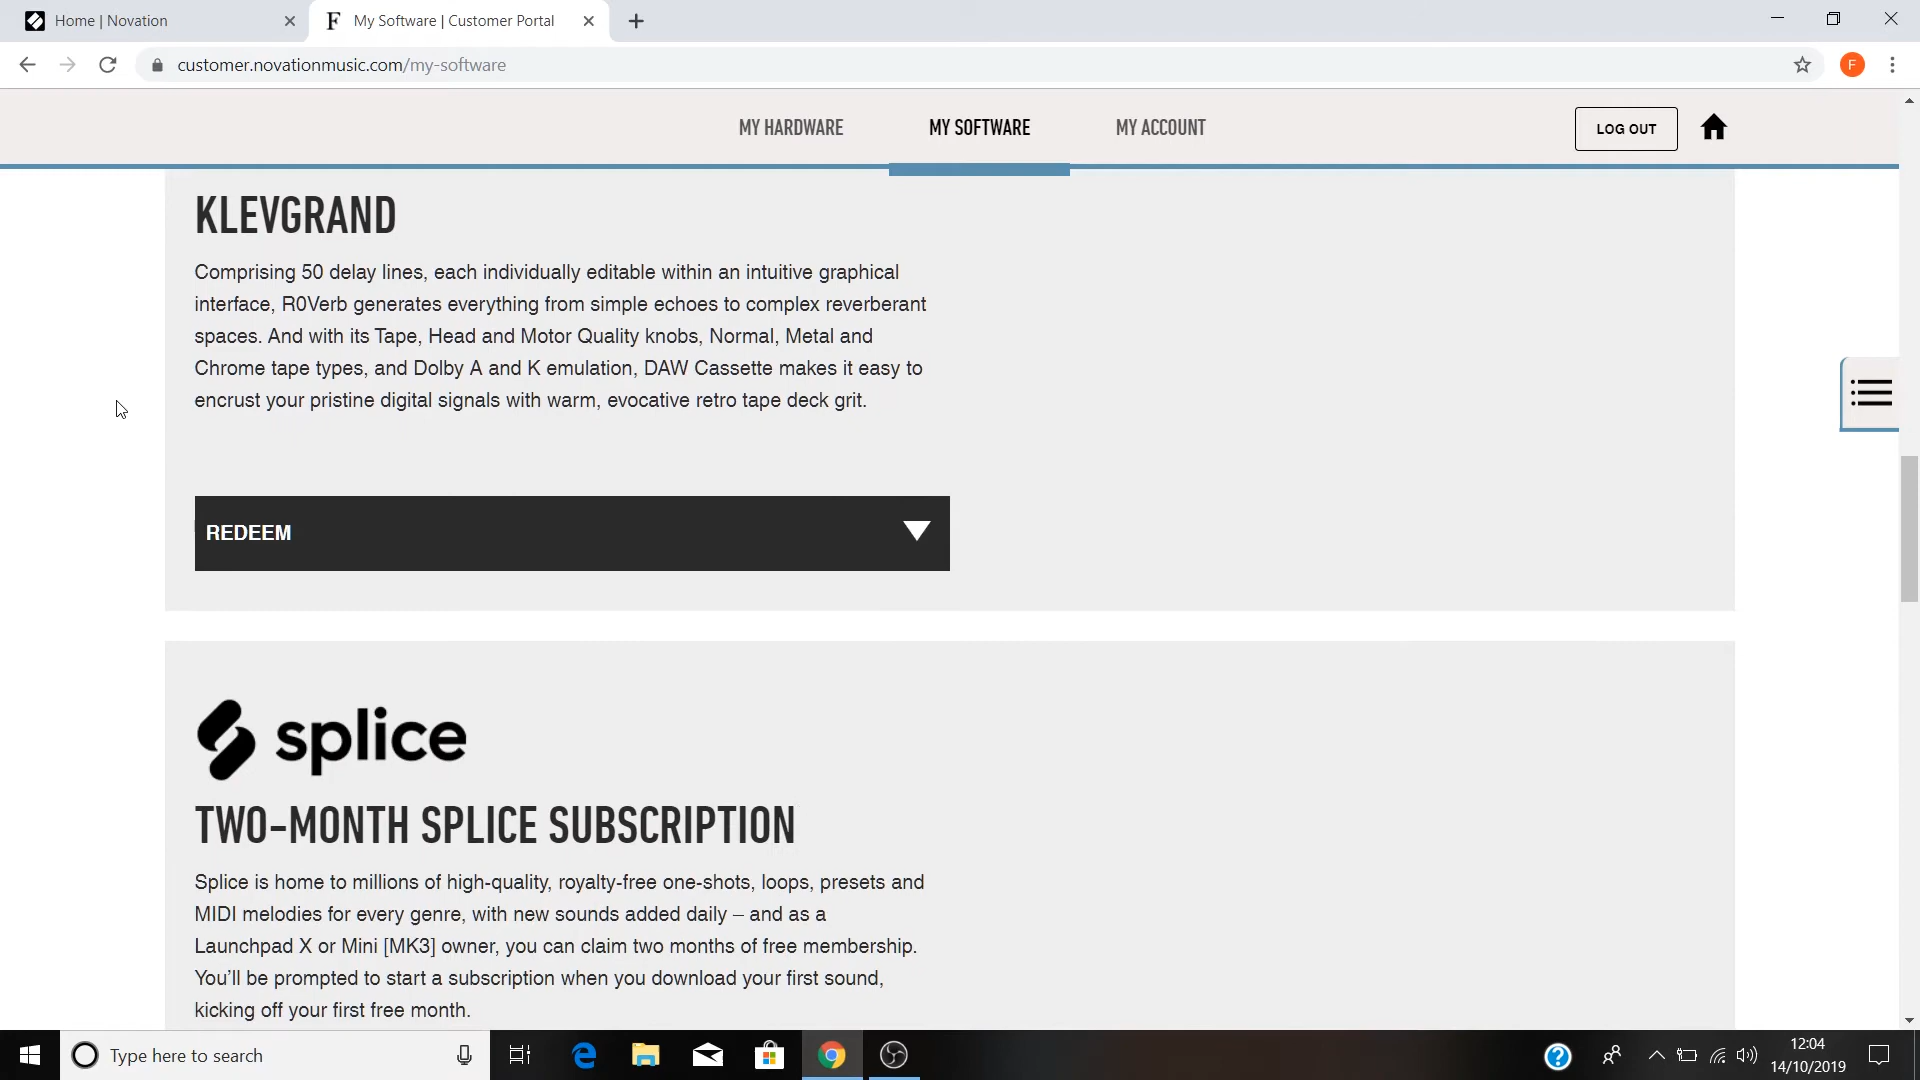 Home | Novation
F My Software | Customer Portal
customer.novationmusic.com/my-software
F
MY HARDWARE MY SOFTWARE MY ACCOUNT LOG OUT
KLEVGRAND
Comprising 50 delay lines, each individually editable within an intuitive graphical
interface, R0Verb generates everything from simple echoes to complex reverberant
spaces. And with its Tape, Head and Motor Quality knobs, Normal, Metal and
Chrome tape types, and Dolby A and K emulation, DAW Cassette makes it easy to
encrust your pristine digital signals with warm, evocative retro tape deck grit.
REDEEM
splice
TWO-MONTH SPLICE SUBSCRIPTION
Splice is home to millions of high-quality, royalty-free one-shots, loops, presets and
MIDI melodies for every genre, with new sounds added daily – and as a
Launchpad X or Mini [MK3] owner, you can claim two months of free membership.
You’ll be prompted to start a subscription when you download your first sound,
kicking off your first free month.
Type here to search
12:04
14/10/2019